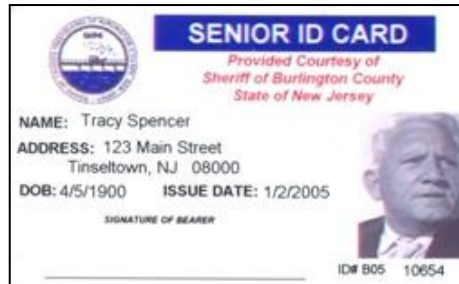 SENIOR ID CARD
Provided Courtesy of
Sheriff of Burlington County
State of New Jersey
NAME: Tracy Spencer
ADDRESS: 123 Main Street
Tinseltown, NJ 08000
DOB: 4/5/1900 ISSUE DATE: 1/2/2005
SIGNATURE OF BEARER
ID# B05 10654